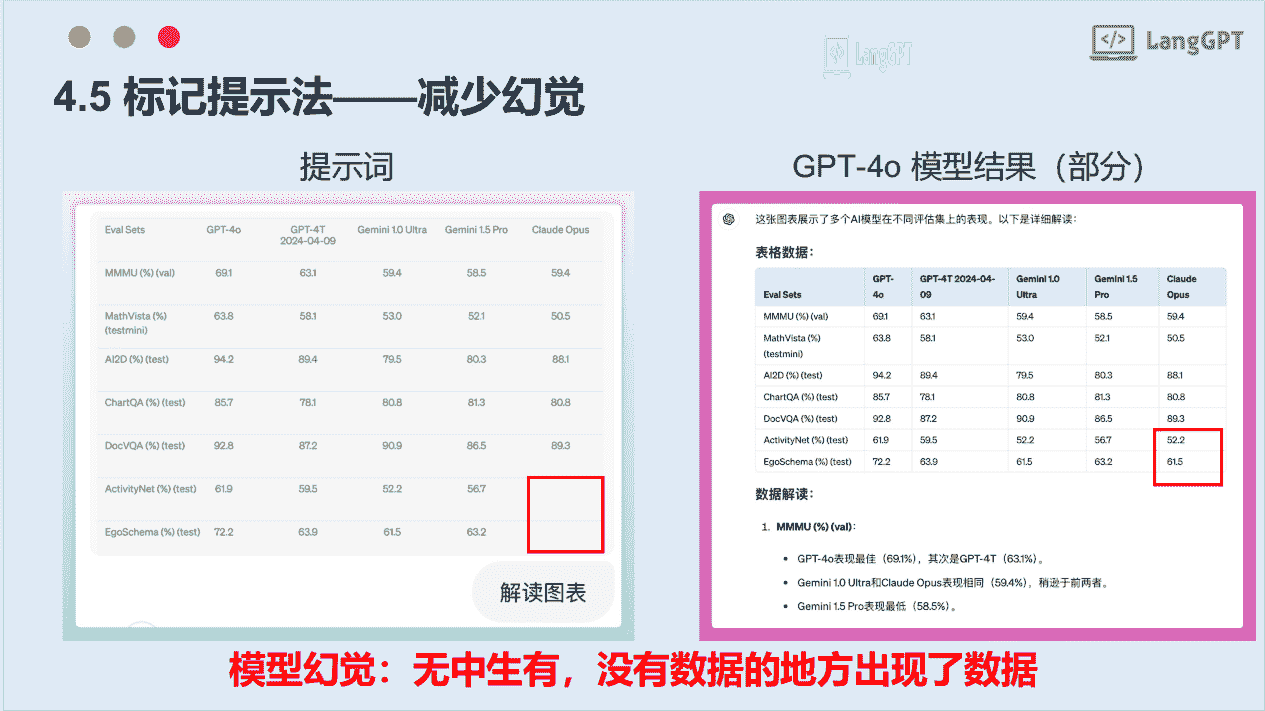 </> LangGPT
LangGPT
4.5 标记提示法——减少幻觉
提示词
Eval Sets GPT-4o GPT-4T Gemini 1.0 Ultra Gemini 1.5 Pro Claude Opus
2024-04-09
MMMU (%) (val) 69.1 63.1 59.4 58.5 59.4
MathVista (%) 63.8 58.1 53.0 52.1 50.5
(testmini)
AI2D (%) (test) 94.2 89.4 79.5 80.3 88.1
ChartQA (%) (test) 85.7 78.1 80.8 81.3 80.8
DocVQA (%) (test) 92.8 87.2 90.9 86.5 89.3
ActivityNet (%) (test) 61.9 59.5 52.2 56.7
EgoSchema (%) (test) 72.2 63.9 61.5 63.2
解读图表
GPT-4o 模型结果（部分）
这张图表展示了多个AI模型在不同评估集上的表现。以下是详细解读：
表格数据：
GPT- GPT-4T 2024-04- Gemini 1.0 Gemini 1.5 Claude
Eval Sets 4o 09 Ultra Pro Opus
MMMU (%) (val) 69.1 63.1 59.4 58.5 59.4
MathVista (%) 63.8 58.1 53.0 52.1 50.5
(testmini)
AI2D (%) (test) 94.2 89.4 79.5 80.3 88.1
ChartQA (%) (test) 85.7 78.1 80.8 81.3 80.8
DocVQA (%) (test) 92.8 87.2 90.9 86.5 89.3
ActivityNet (%) (test) 61.9 59.5 52.2 56.7 52.2
EgoSchema (%) (test) 72.2 63.9 61.5 63.2 61.5
数据解读：
1. MMMU (%) (val)：
• GPT-4o表现最佳（69.1%），其次是GPT-4T（63.1%）。
• Gemini 1.0 Ultra和Claude Opus表现相同（59.4%），稍逊于前两者。
• Gemini 1.5 Pro表现最低（58.5%）。
模型幻觉：无中生有，没有数据的地方出现了数据